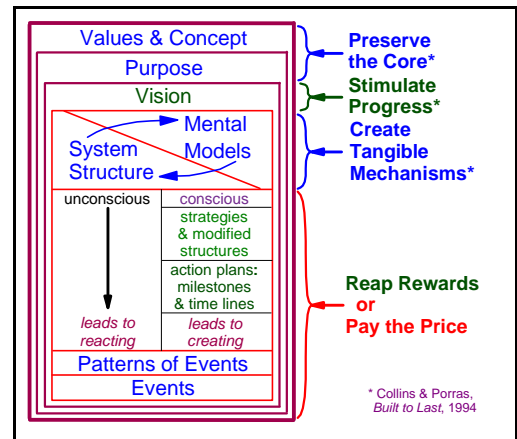 Values & Concept
Purpose
Vision
Mental
Models
System
Structure
unconscious
leads to
reacting
conscious
strategies
& modified
structures
action plans:
milestones
& time lines
leads to
creating
Patterns of Events
Events
Preserve
the Core*
Stimulate
Progress*
Create
Tangible
Mechanisms*
Reap Rewards
or
Pay the Price
* Collins & Porras,
Built to Last, 1994